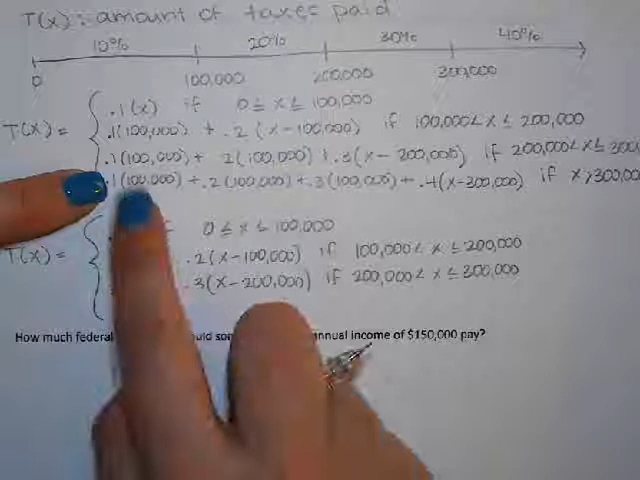 T(x): amount of taxes paid
10% 20% 30% 40%
0 100,000 200,000 300,000
T(x) =
.1(x) if 0 ≤ x ≤ 100,000
.1(100,000) + .2(x-100,000) if 100,000 < x ≤ 200,000
.1(100,000) + .2(100,000) + .3(x-200,000) if 200,000 < x ≤ 300,
.1(100,000) + .2(100,000) + .3(100,000) + .4(x-300,000) if x > 300,000
T(x) =
0 ≤ x ≤ 100,000
.2(x-100,000) if 100,000 < x ≤ 200,000
.3(x-200,000) if 200,000 < x ≤ 300,000
How much federal annual income of $150,000 pay?